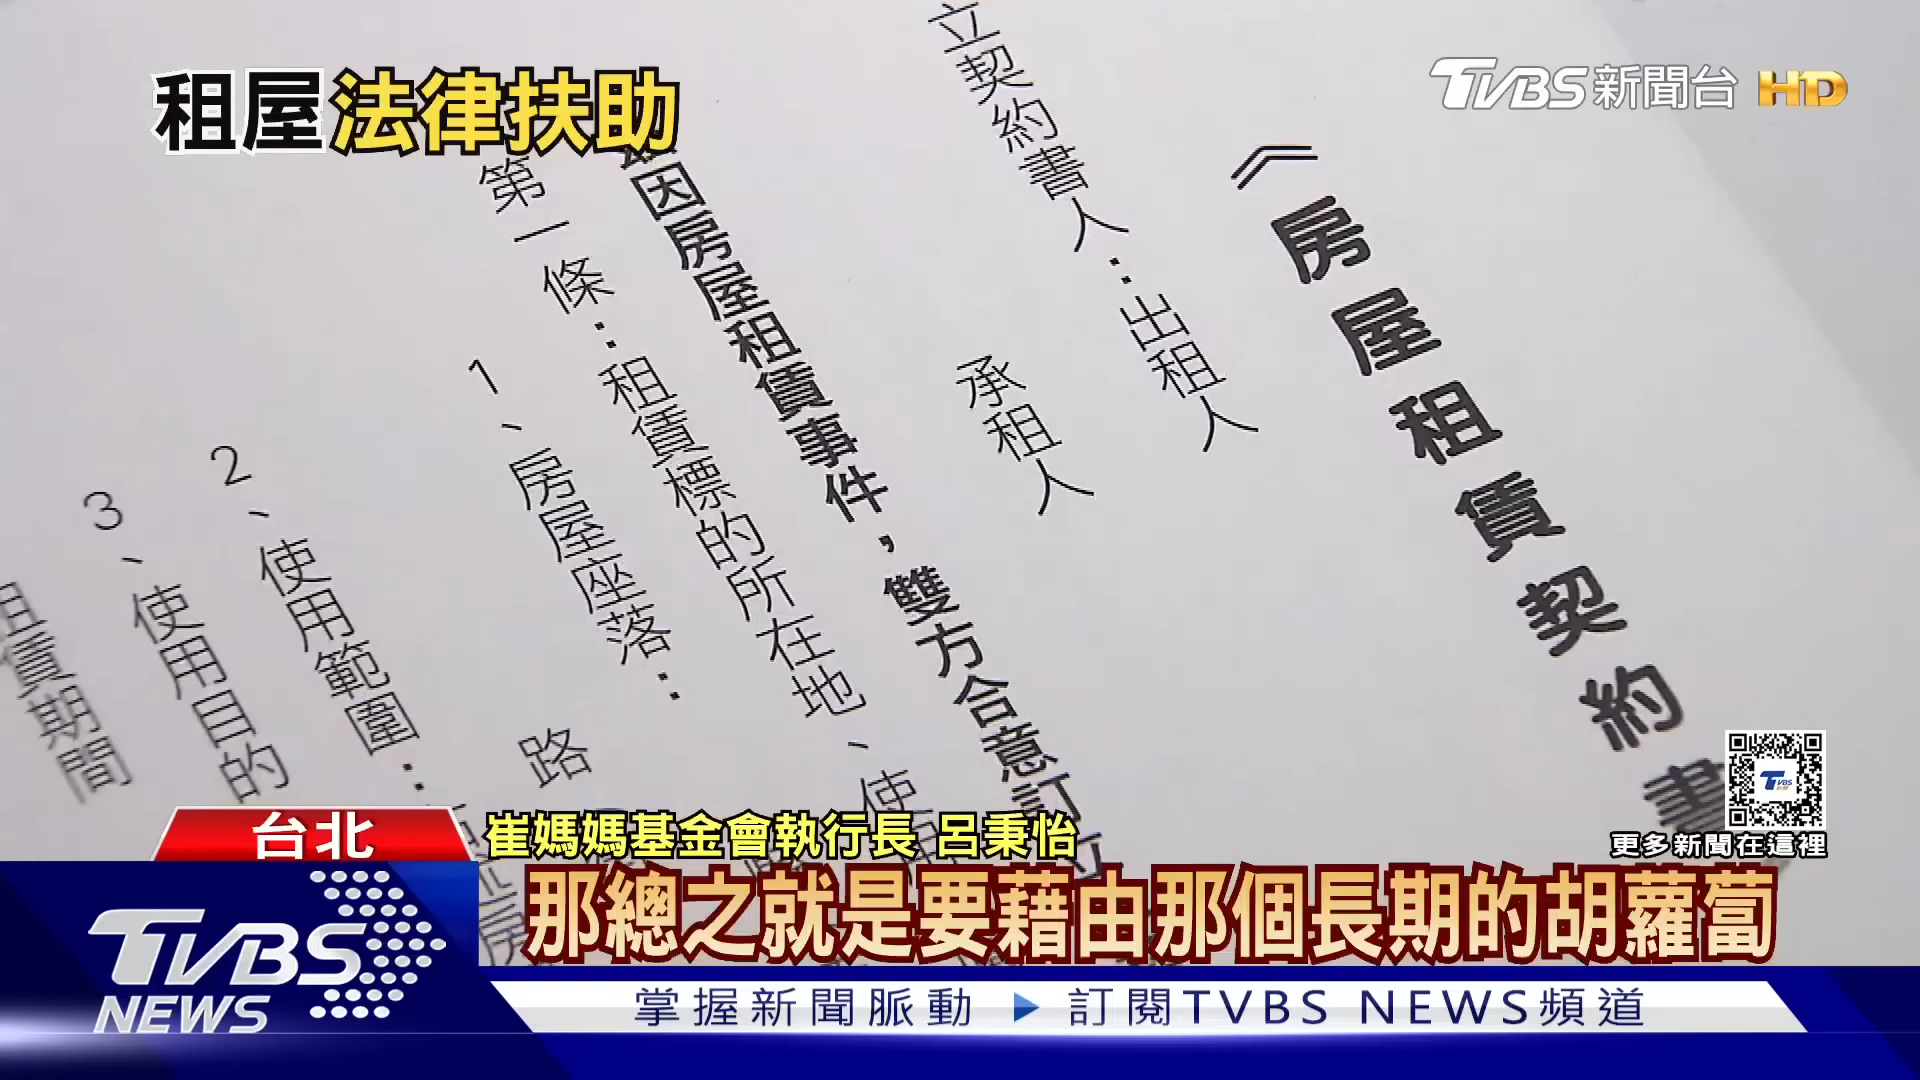 租屋法律扶助
TVBS新聞台 HD
《房屋租賃契約書
立契約書人：出租人
承租人
因房屋租賃事件，雙方合意訂立
第一條：租賃標的所在地、使用
1、房屋座落： 路
2、使用範圍：
3、使用目的
租賃期間
TVBS
更多新聞在這裡
台北
崔媽媽基金會執行長 呂秉怡
那總之就是要藉由那個長期的胡蘿蔔
TVBS
NEWS
掌握新聞脈動 ▶ 訂閱TVBS NEWS頻道